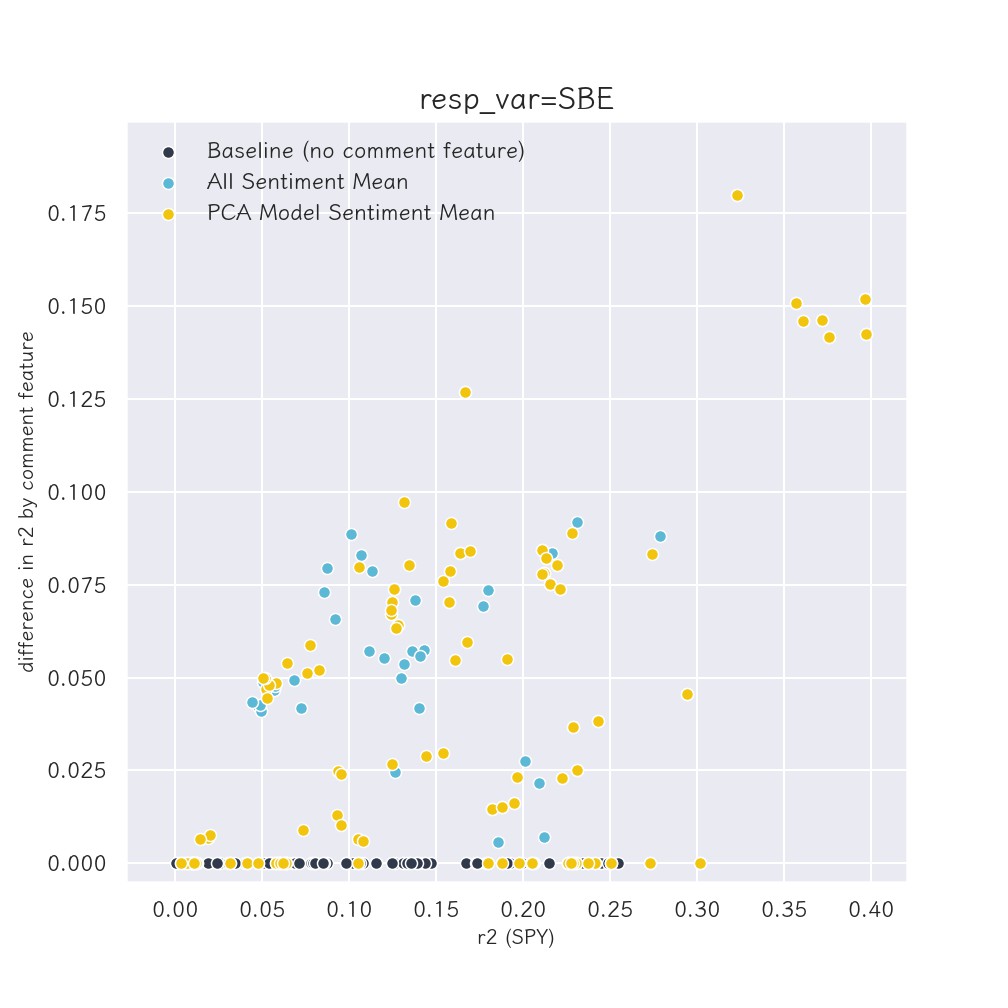 resp_var=SBE
Baseline (no comment feature)
All Sentiment Mean
PCA Model Sentiment Mean
0.175
0.150
0.125
0.100
0.075
0.050
0.025
0.000
difference in r2 by comment feature
0.00 0.05 0.10 0.15 0.20 0.25 0.30 0.35 0.40
r2 (SPY)